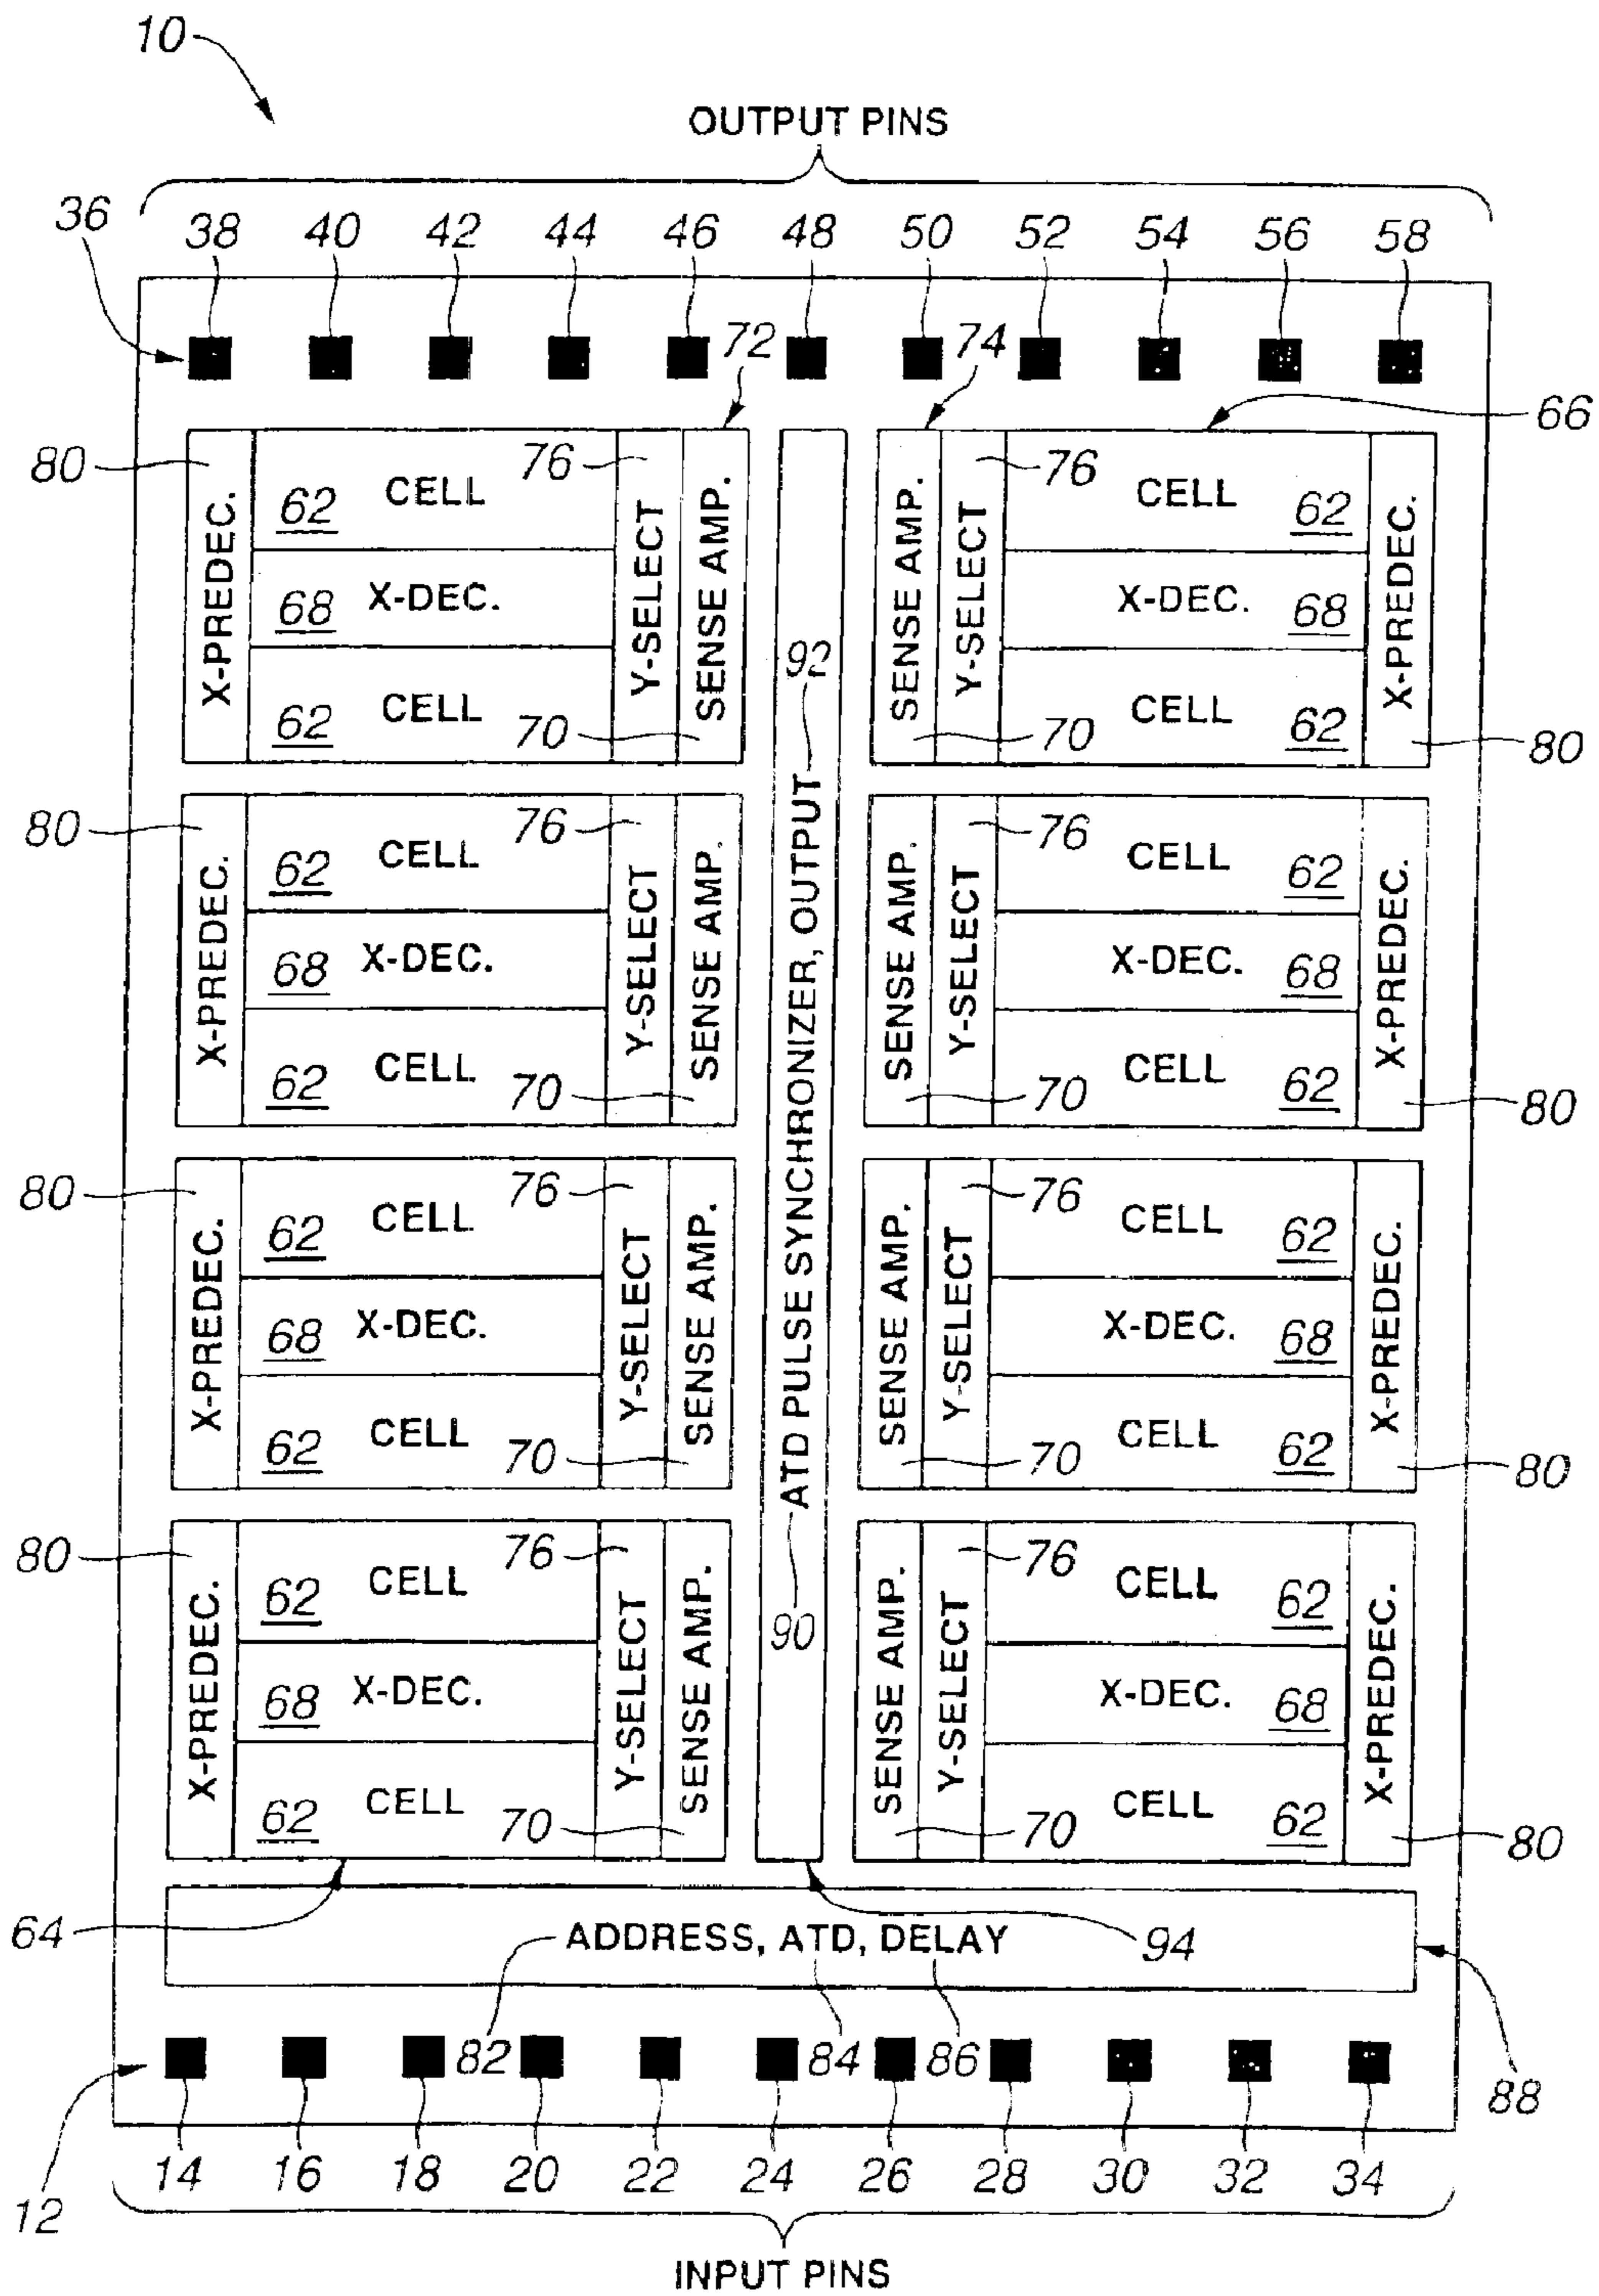 10
OUTPUT PINS
36 38 40 42 44 46 48 50 52 54 56 58
72 74
66
80 X-PREDEC. 62 CELL 76 Y-SELECT SENSE AMP.
68 X-DEC.
62 CELL 70
SENSE AMP. Y-SELECT 76 CELL 62 X-PREDEC.
X-DEC. 68
70 CELL 62 80
80 X-PREDEC. 62 CELL 76 Y-SELECT SENSE AMP.
68 X-DEC.
62 CELL 70
SENSE AMP. Y-SELECT 76 CELL 62 X-PREDEC.
X-DEC. 68
70 CELL 62 80
80 X-PREDEC. 62 CELL 76 Y-SELECT SENSE AMP.
68 X-DEC.
62 CELL 70
SENSE AMP. Y-SELECT 76 CELL 62 X-PREDEC.
X-DEC. 68
70 CELL 62 80
80 X-PREDEC. 62 CELL 76 Y-SELECT SENSE AMP.
68 X-DEC.
62 CELL 70
SENSE AMP. Y-SELECT 76 CELL 62 X-PREDEC.
X-DEC. 68
70 CELL 62 80
90 ATD PULSE SYNCHRONIZER, OUTPUT 92
64 ADDRESS, ATD, DELAY 94
82 84 86 88
12 14 16 18 20 22 24 26 28 30 32 34
INPUT PINS